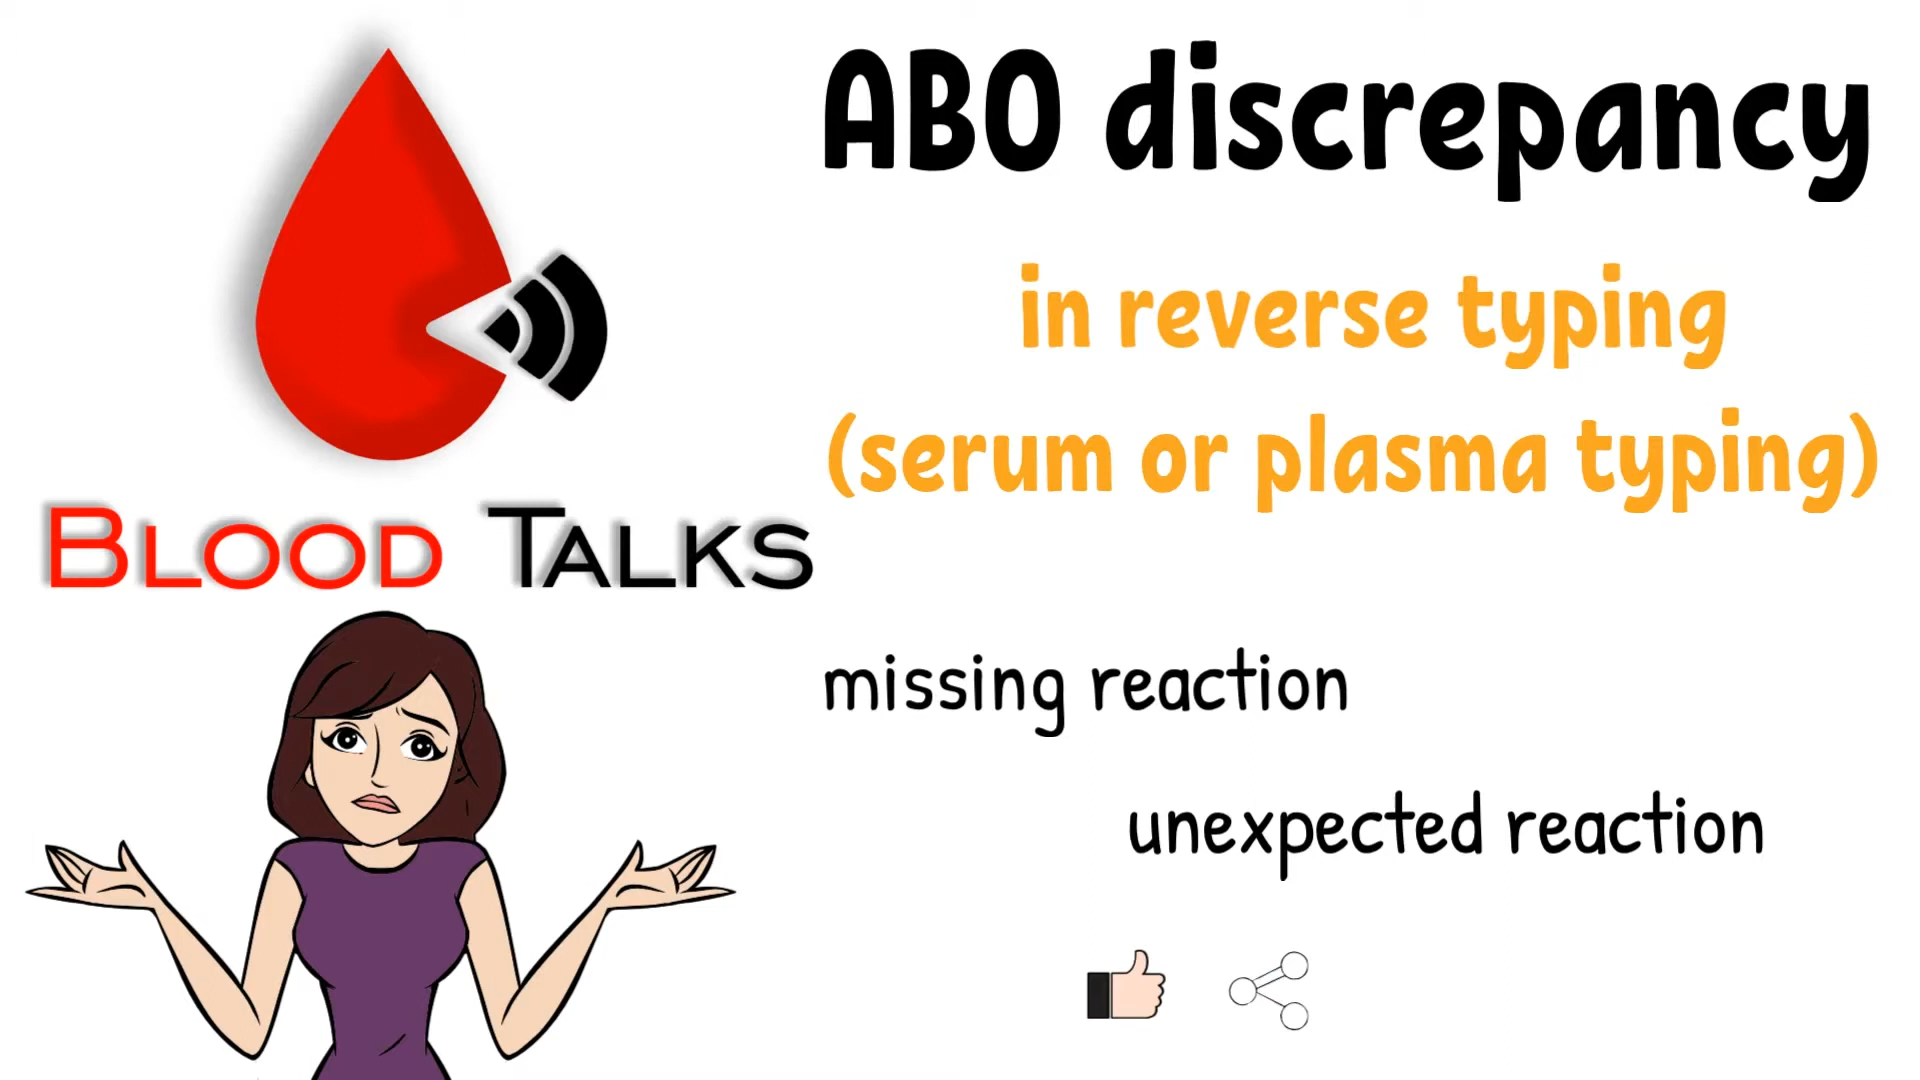 ABO discrepancy
in reverse typing
(serum or plasma typing)
BLOOD TALKS
missing reaction
unexpected reaction